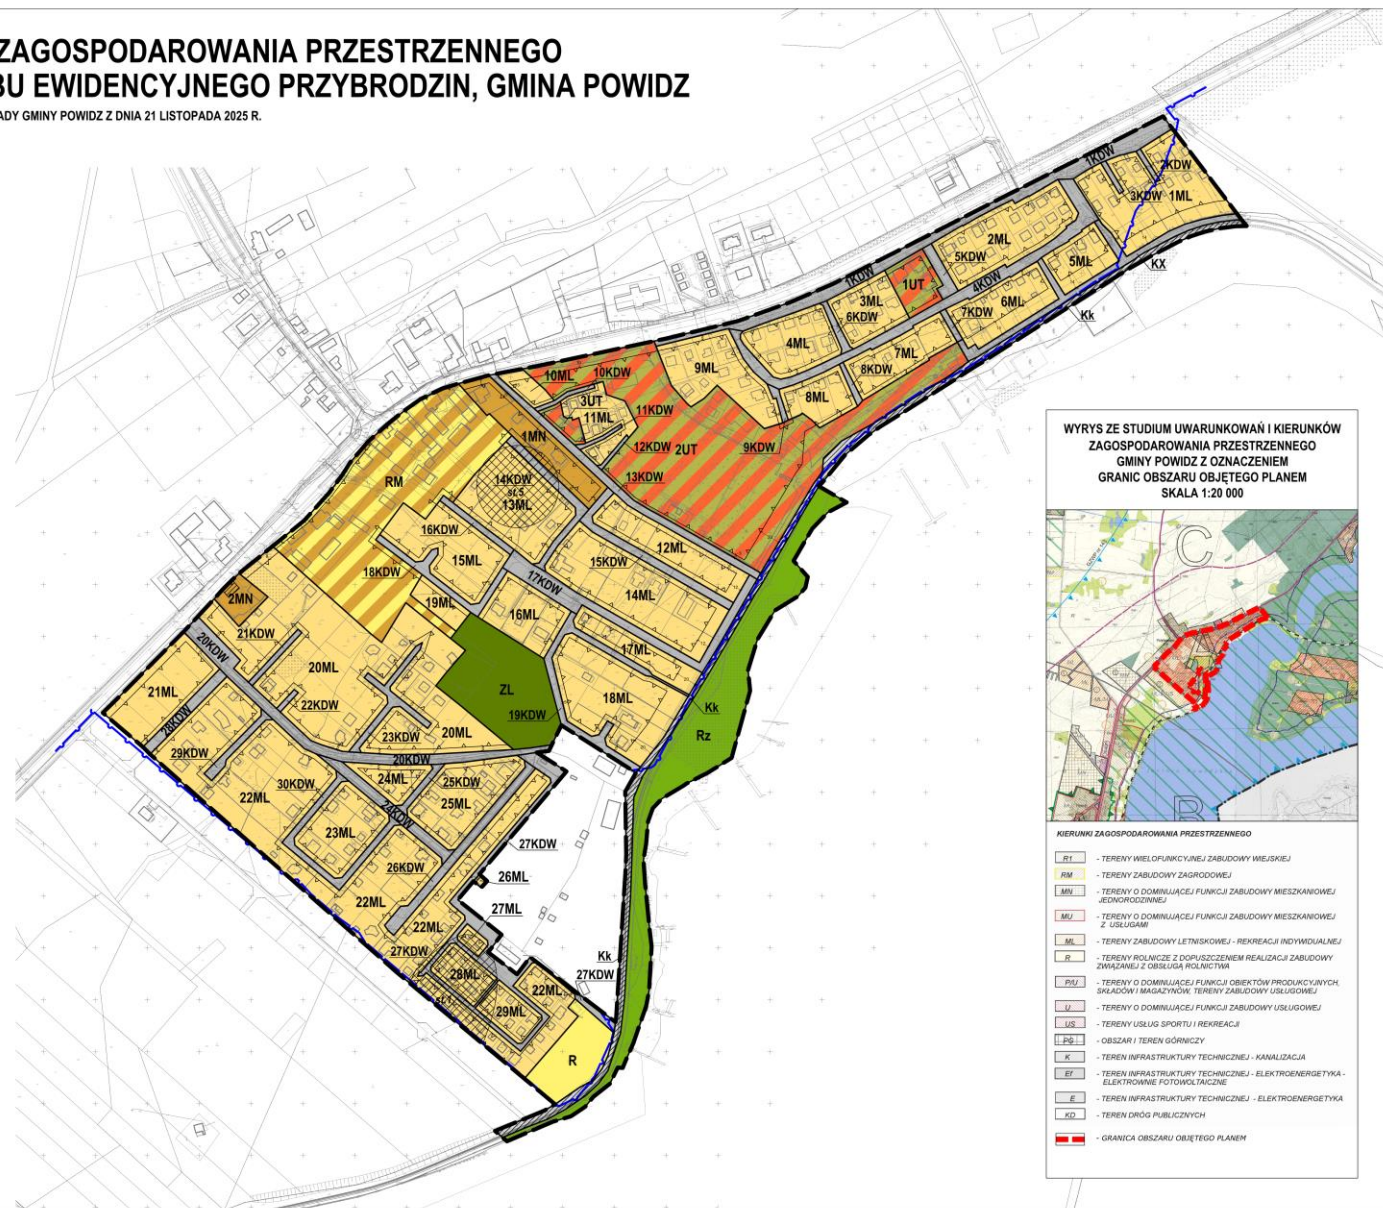 ZAGOSPODAROWANIA PRZESTRZENNEGO
BU EWIDENCYJNEGO PRZYBRODZIN, GMINA POWIDZ
ADY GMINY POWIDZ Z DNIA 21 LISTOPADA 2025 R.
1KDW
2KDW
3KDW 1ML
2ML
5KDW
5ML
KX
1KDW
1UT
4KDW
3ML
6KDW
6ML
7KDW
Kk
4ML
7ML
8KDW
9ML
8ML
10ML
10KDW
3UT
11ML
11KDW
1MN
12KDW
2UT
9KDW
13KDW
RM
14KDW
st.5
13ML
16KDW
12ML
15ML
15KDW
18KDW
17KDW
14ML
19ML
16ML
2MN
21KDW
17ML
20KDW
20ML
ZL
18ML
21ML
22KDW
19KDW
Kk
28KDW
23KDW
20ML
Rz
29KDW
20KDW
24ML
25KDW
30KDW
22ML
24KDW
25ML
23ML
27KDW
26KDW
26ML
22ML
27ML
22ML
27KDW
Kk
28ML
27KDW
22ML
29ML
R
WYRYS ZE STUDIUM UWARUNKOWAŃ I KIERUNKÓW
ZAGOSPODAROWANIA PRZESTRZENNEGO
GMINY POWIDZ Z OZNACZENIEM
GRANIC OBSZARU OBJĘTEGO PLANEM
SKALA 1:20 000
C
B
KIERUNKI ZAGOSPODAROWANIA PRZESTRZENNEGO
R1 - TERENY WIELOFUNKCYJNEJ ZABUDOWY WIEJSKIEJ
RM - TERENY ZABUDOWY ZAGRODOWEJ
MN - TERENY O DOMINUJĄCEJ FUNKCJI ZABUDOWY MIESZKANIOWEJ
JEDNORODZINNEJ
MU - TERENY O DOMINUJĄCEJ FUNKCJI ZABUDOWY MIESZKANIOWEJ
Z USŁUGAMI
ML - TERENY ZABUDOWY LETNISKOWEJ - REKREACJI INDYWIDUALNEJ
R - TERENY ROLNICZE Z DOPUSZCZENIEM REALIZACJI ZABUDOWY
ZWIĄZANEJ Z OBSŁUGĄ ROLNICTWA
P/U - TERENY O DOMINUJĄCEJ FUNKCJI OBIEKTÓW PRODUKCYJNYCH,
SKŁADÓW I MAGAZYNÓW, TERENY ZABUDOWY USŁUGOWEJ
U - TERENY O DOMINUJĄCEJ FUNKCJI ZABUDOWY USŁUGOWEJ
US - TERENY USŁUG SPORTU I REKREACJI
PG - OBSZAR I TEREN GÓRNICZY
K - TEREN INFRASTRUKTURY TECHNICZNEJ - KANALIZACJA
Ef - TEREN INFRASTRUKTURY TECHNICZNEJ - ELEKTROENERGETYKA -
ELEKTROWNIE FOTOWOLTAICZNE
E - TEREN INFRASTRUKTURY TECHNICZNEJ - ELEKTROENERGETYKA
KD - TEREN DRÓG PUBLICZNYCH
- GRANICA OBSZARU OBJĘTEGO PLANEM